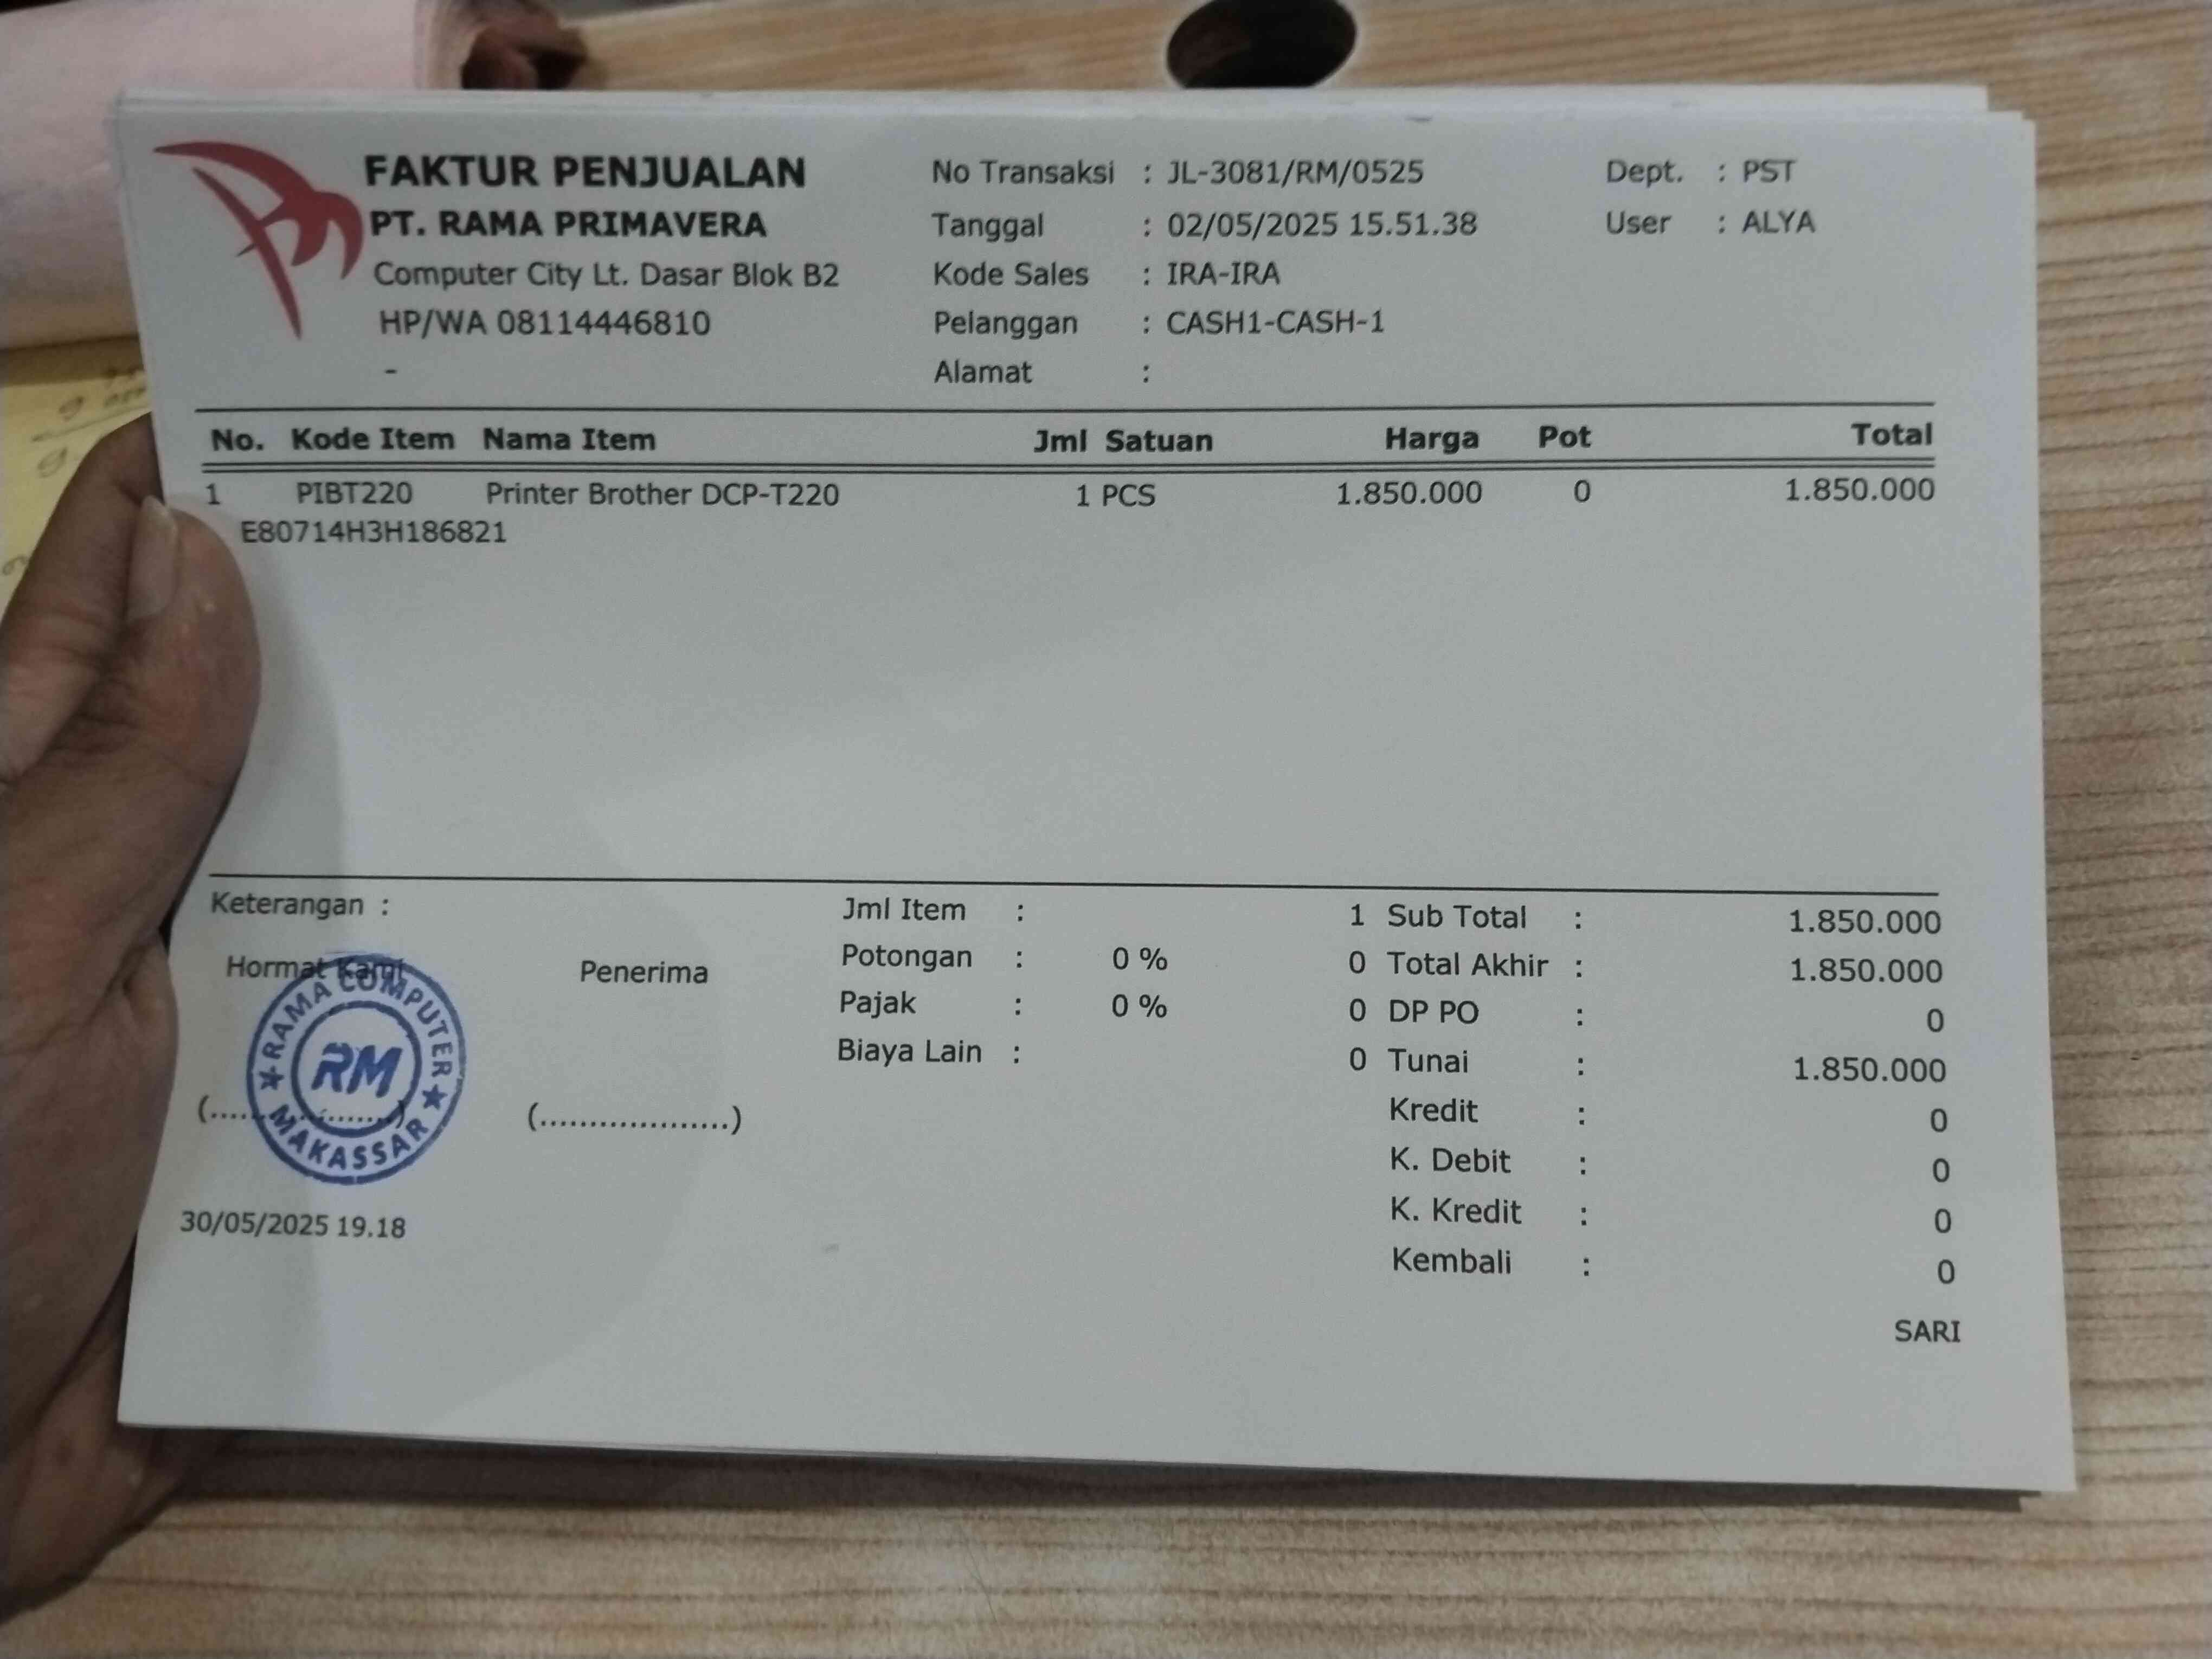 FAKTUR PENJUALAN
PT. RAMA PRIMAVERA
Computer City Lt. Dasar Blok B2
HP/WA 08114446810
-
No Transaksi : JL-3081/RM/0525
Tanggal : 02/05/2025 15.51.38
Kode Sales : IRA-IRA
Pelanggan : CASH1-CASH-1
Alamat :
Dept. : PST
User : ALYA
No. Kode Item Nama Item Jml Satuan Harga Pot Total
1 PIBT220 Printer Brother DCP-T220 1 PCS 1.850.000 0 1.850.000
E80714H3H186821
Keterangan :
Hormat Kami
Penerima
RAMA COMPUTER
RM
MAKASSAR
(...................) (...................)
30/05/2025 19.18
Jml Item : 1
Potongan : 0 % 0
Pajak : 0 % 0
Biaya Lain : 0
Sub Total : 1.850.000
Total Akhir : 1.850.000
DP PO : 0
Tunai : 1.850.000
Kredit : 0
K. Debit : 0
K. Kredit : 0
Kembali : 0
SARI